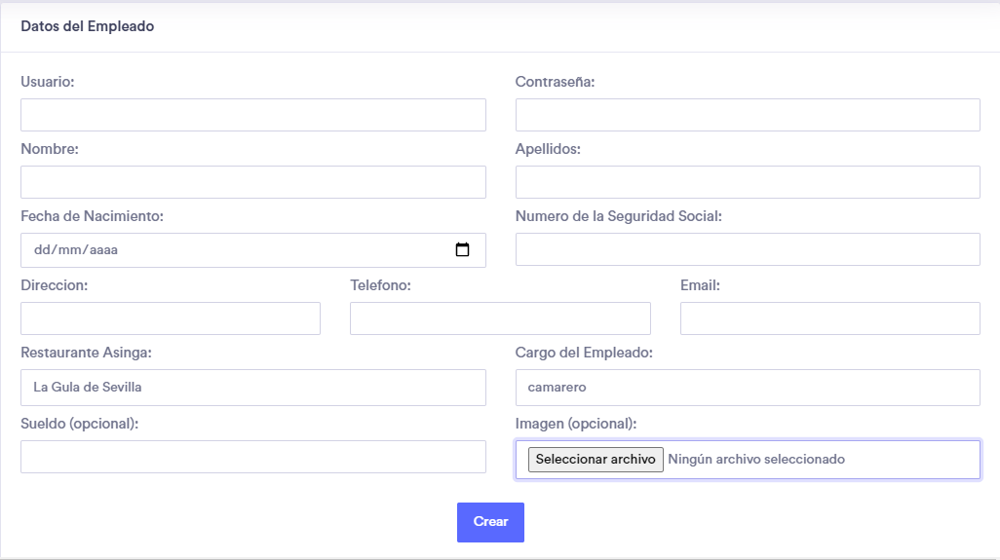 Datos del Empleado
Usuario: Contraseña:
Nombre: Apellidos:
Fecha de Nacimiento: Numero de la Seguridad Social:
dd/mm/aaaa
Direccion: Telefono: Email:
Restaurante Asinga: Cargo del Empleado:
La Gula de Sevilla camarero
Sueldo (opcional): Imagen (opcional):
Seleccionar archivo Ningún archivo seleccionado
Crear